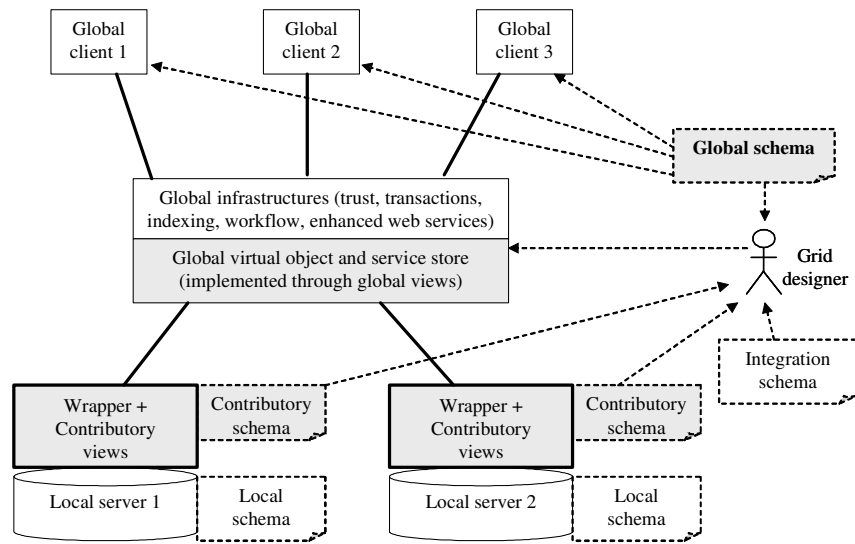 Global
client 1
Global
client 2
Global
client 3
Global schema
Global infrastructures (trust, transactions,
indexing, workflow, enhanced web services)
Global virtual object and service store
(implemented through global views)
Grid
designer
Integration
schema
Wrapper +
Contributory
views
Contributory
schema
Wrapper +
Contributory
views
Contributory
schema
Local server 1
Local
schema
Local server 2
Local
schema